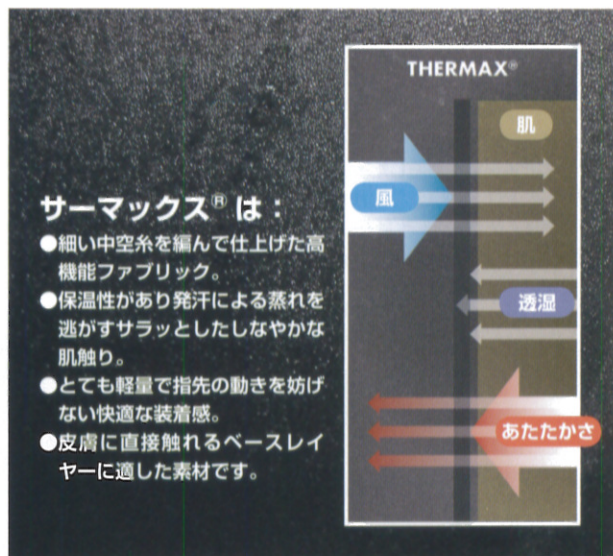 THERMAX®
肌
風
透湿
あたたかさ
サーマックス® は：
●細い中空糸を編んで仕上げた高
機能ファブリック。
●保温性があり発汗による蒸れを
逃がすサラッとしたしなやかな
肌触り。
●とても軽量で指先の動きを妨げ
ない快適な装着感。
●皮膚に直接触れるベースレイ
ヤーに適した素材です。